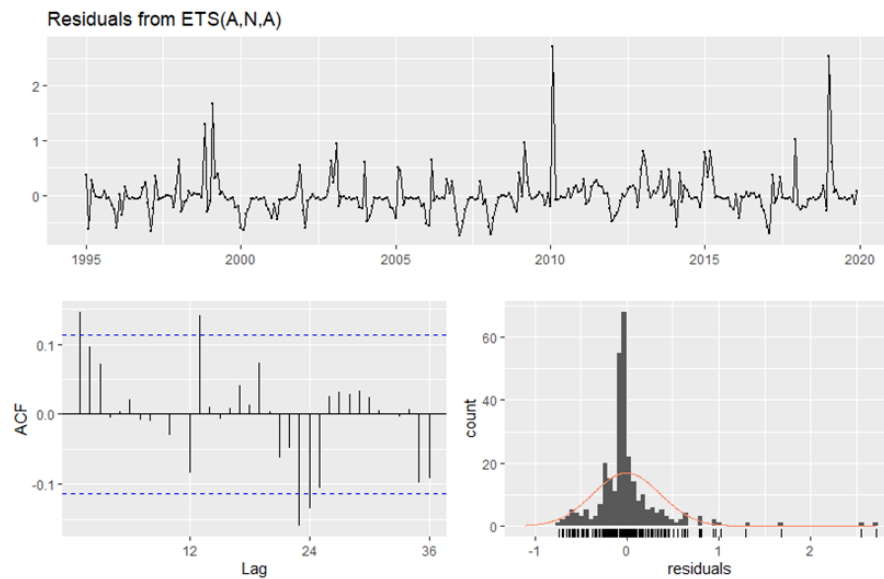 Residuals from ETS(A,N,A)
2
1
0
1995 2000 2005 2010 2015 2020
0.1
0.0
-0.1
ACF
12 24 36
Lag
60
40
20
0
count
-1 0 1 2
residuals